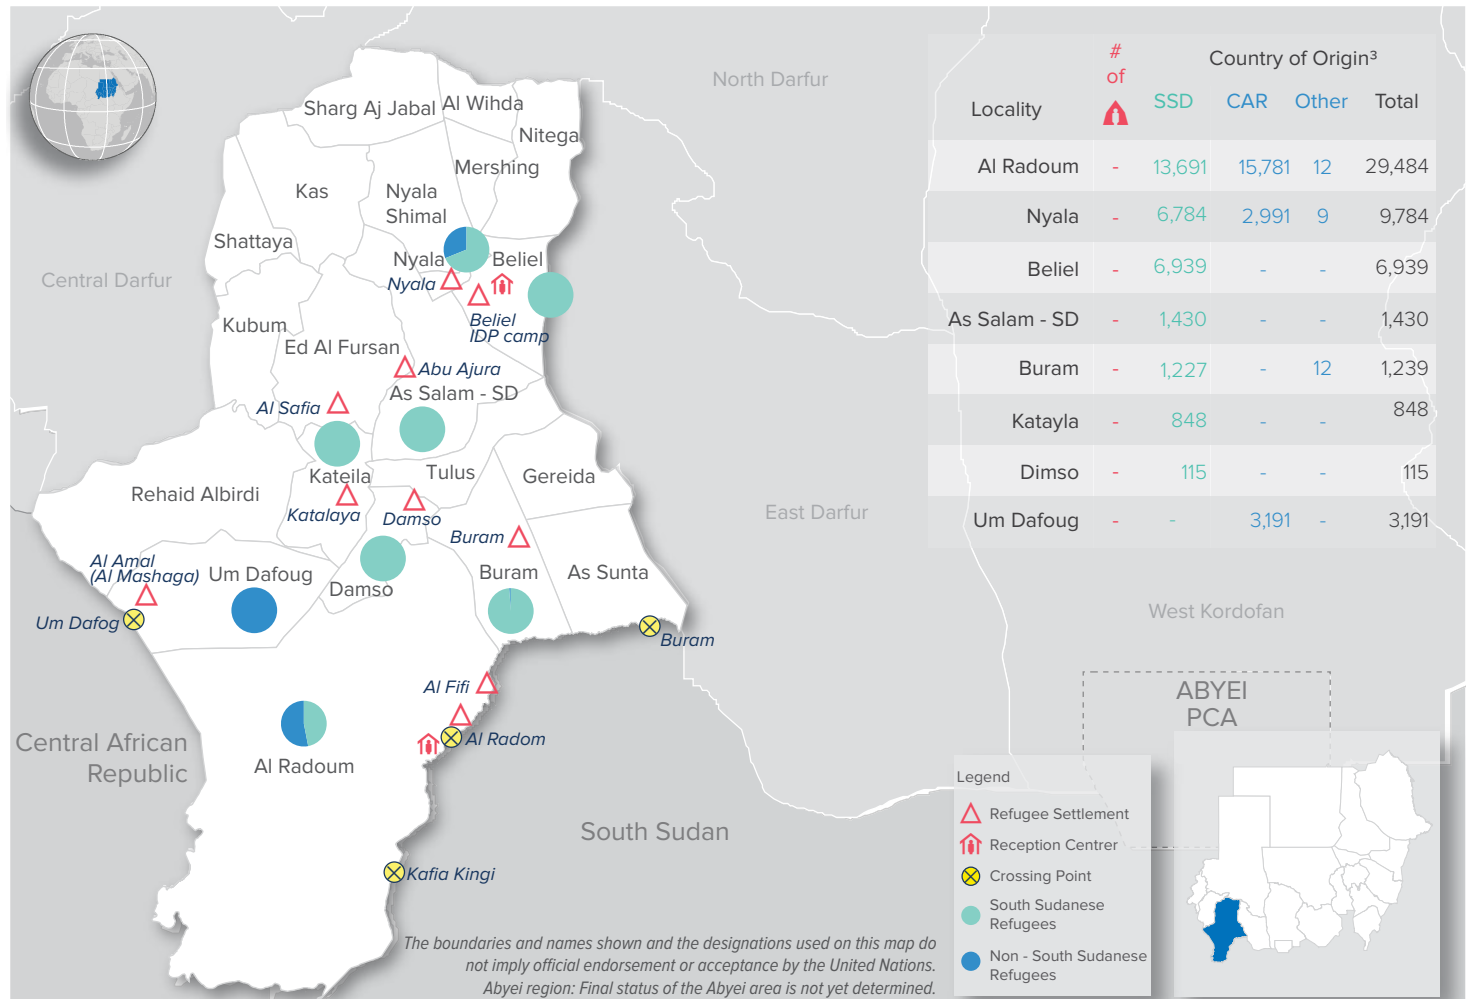 North Darfur
Central Darfur
East Darfur
West Kordofan
South Sudan
Central African
Republic
ABYEI
PCA
Sharg Aj Jabal
Al Wihda
Nitega
Mershing
Kas
Nyala
Shimal
Shattaya
Nyala
Beliel
Nyala
Beliel
IDP camp
Kubum
Ed Al Fursan
Abu Ajura
As Salam - SD
Al Safia
Kateila
Tulus
Gereida
Rehaid Albirdi
Katalaya
Damso
Buram
Al Amal
(Al Mashaga)
Um Dafoug
Damso
Buram
As Sunta
Um Dafog
Buram
Al Fifi
Al Radom
Al Radoum
Kafia Kingi
# of
Country of Origin³
Locality SSD CAR Other Total
Al Radoum - 13,691 15,781 12 29,484
Nyala - 6,784 2,991 9 9,784
Beliel - 6,939 - - 6,939
As Salam - SD - 1,430 - - 1,430
Buram - 1,227 - 12 1,239
Katayla - 848 - - 848
Dimso - 115 - - 115
Um Dafoug - - 3,191 - 3,191
Legend
Refugee Settlement
Reception Centrer
Crossing Point
South Sudanese
Refugees
Non - South Sudanese
Refugees
The boundaries and names shown and the designations used on this map do
not imply official endorsement or acceptance by the United Nations.
Abyei region: Final status of the Abyei area is not yet determined.